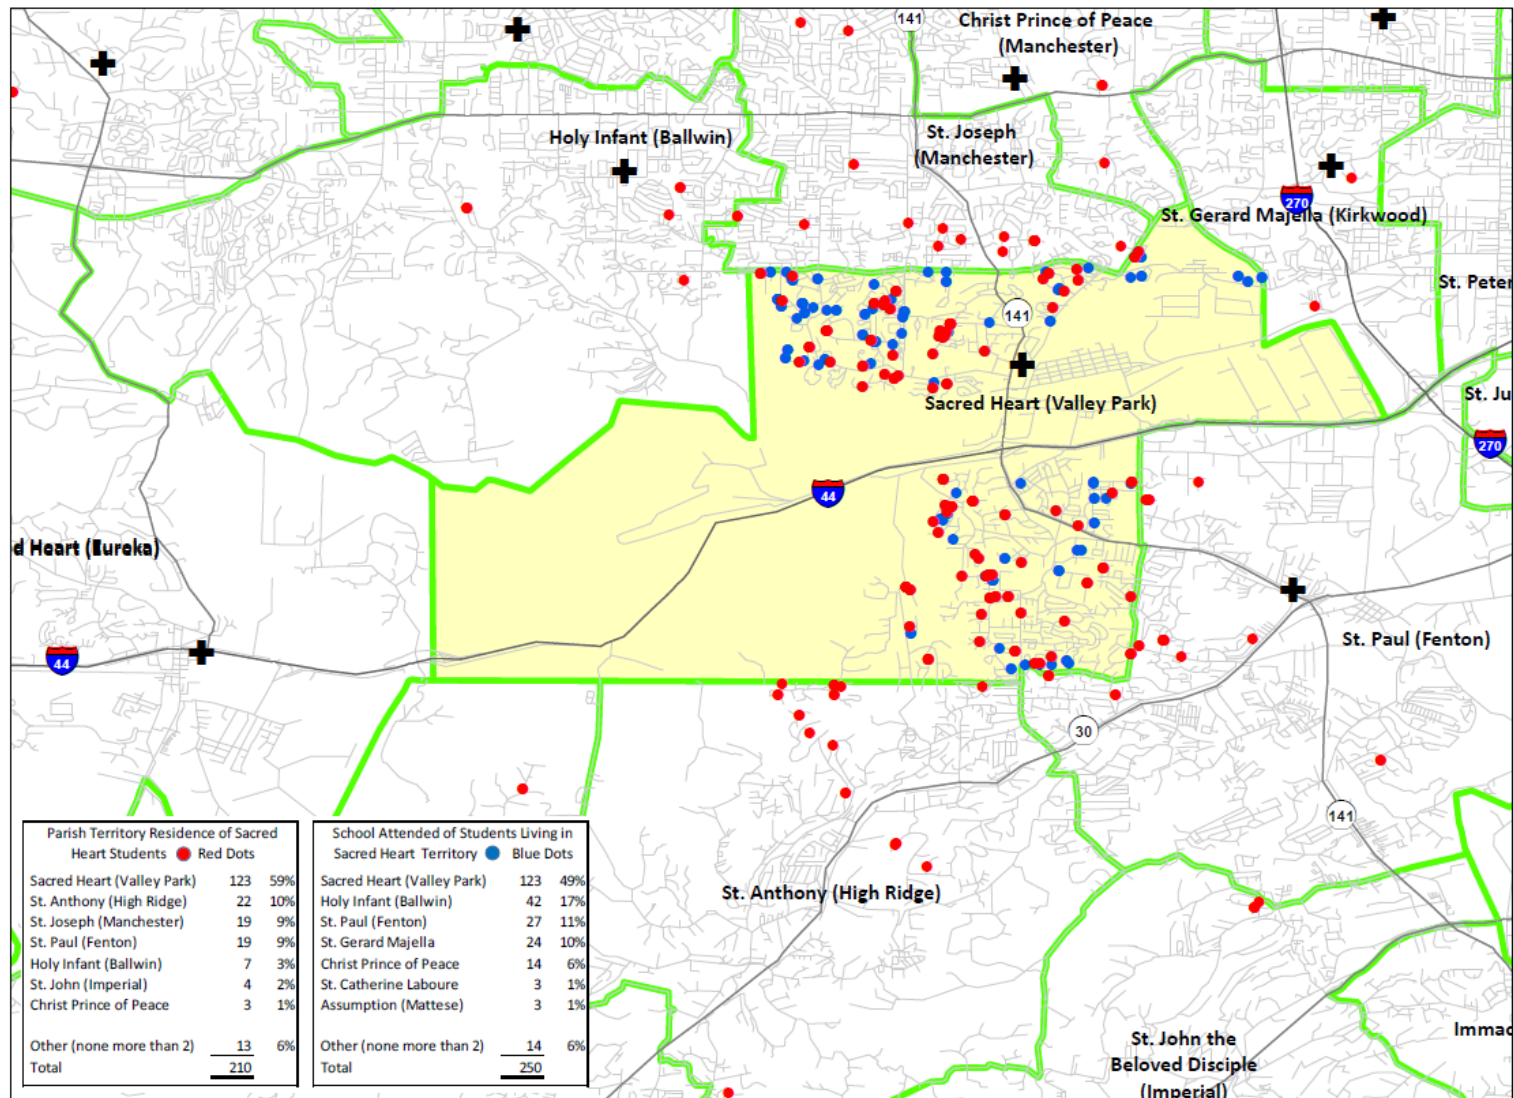 141
Christ Prince of Peace
(Manchester)
Holy Infant (Ballwin)
St. Joseph
(Manchester)
270
St. Gerard Majella (Kirkwood)
St. Peter
141
St. Ju
Sacred Heart (Valley Park)
270
44
d Heart (Eureka)
44
St. Paul (Fenton)
30
141
St. Anthony (High Ridge)
St. John the
Beloved Disciple
(Imperial)
Immac
Parish Territory Residence of Sacred
Heart Students Red Dots
Sacred Heart (Valley Park) 123 59%
St. Anthony (High Ridge) 22 10%
St. Joseph (Manchester) 19 9%
St. Paul (Fenton) 19 9%
Holy Infant (Ballwin) 7 3%
St. John (Imperial) 4 2%
Christ Prince of Peace 3 1%
Other (none more than 2) 13 6%
Total 210
School Attended of Students Living in
Sacred Heart Territory Blue Dots
Sacred Heart (Valley Park) 123 49%
Holy Infant (Ballwin) 42 17%
St. Paul (Fenton) 27 11%
St. Gerard Majella 24 10%
Christ Prince of Peace 14 6%
St. Catherine Laboure 3 1%
Assumption (Mattese) 3 1%
Other (none more than 2) 14 6%
Total 250